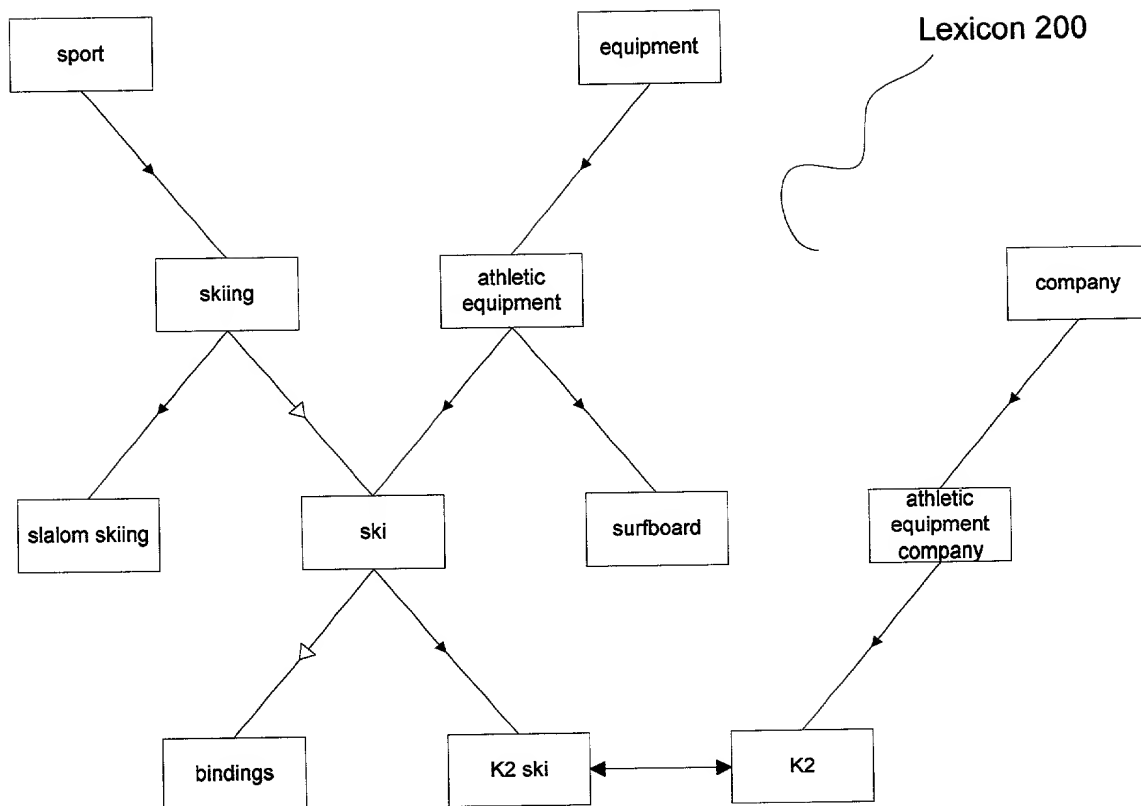 Lexicon 200
sport
equipment
skiing
athletic
equipment
company
slalom skiing
ski
surfboard
athletic
equipment
company
bindings
K2 ski
K2